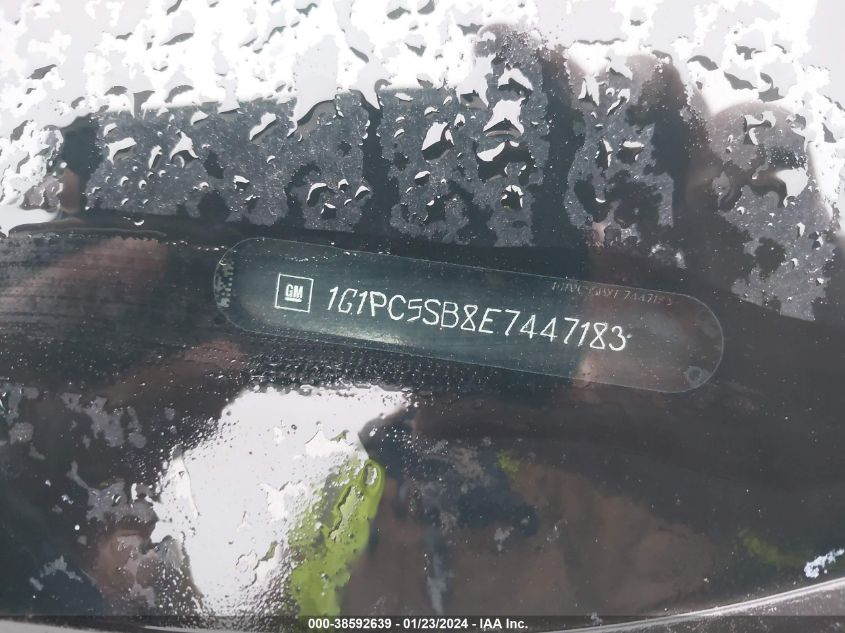 GM 1G1PC5SB8E7447183
000-38592639 - 01/23/2024 - IAA Inc.